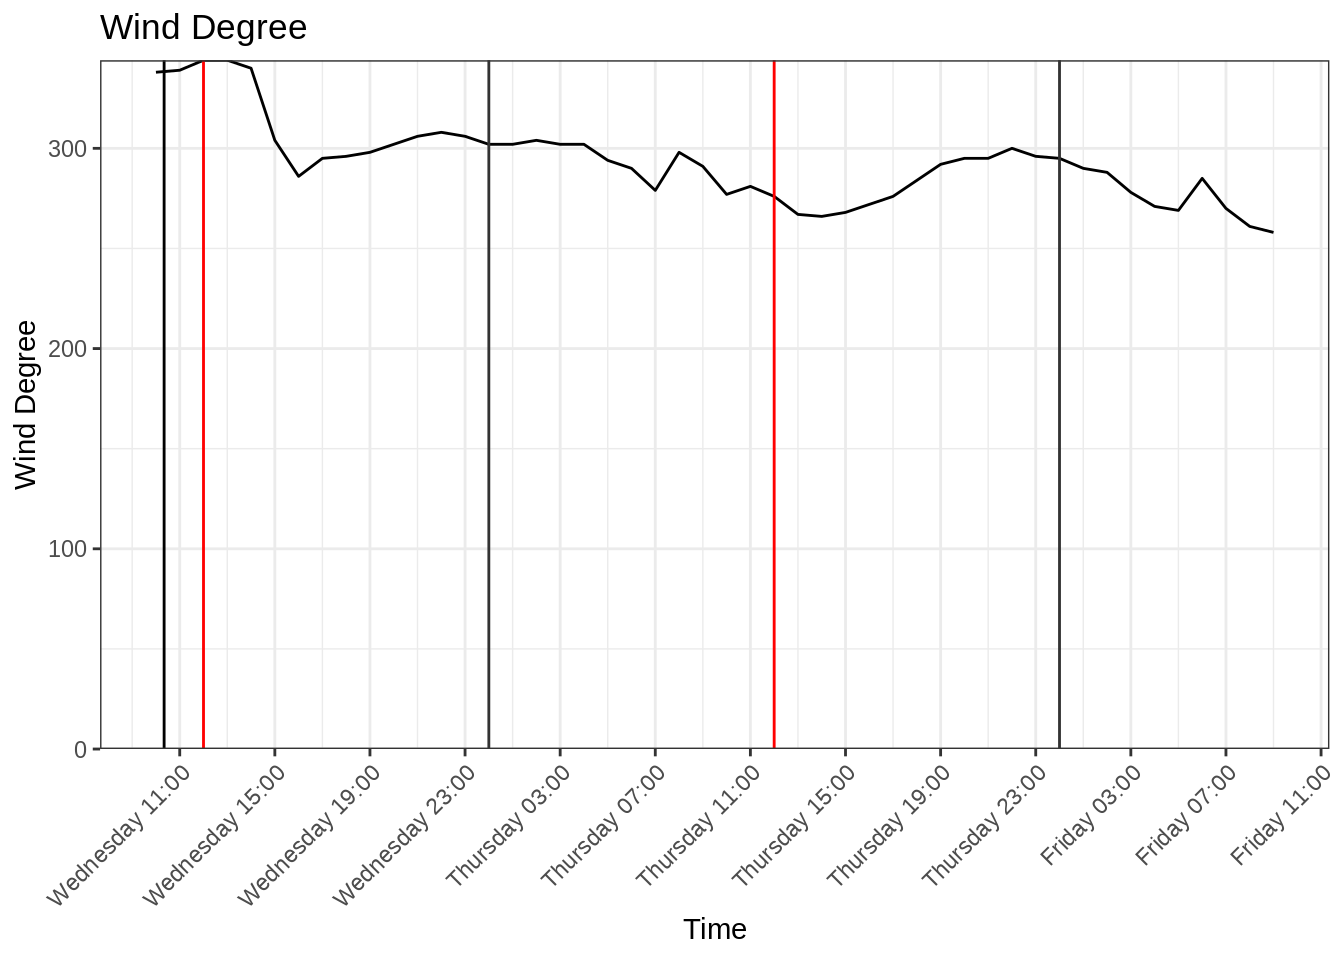 Wind Degree
Wind Degree
300
200
100
0
Wednesday 11:00
Wednesday 15:00
Wednesday 19:00
Wednesday 23:00
Thursday 03:00
Thursday 07:00
Thursday 11:00
Thursday 15:00
Thursday 19:00
Thursday 23:00
Friday 03:00
Friday 07:00
Friday 11:00
Time